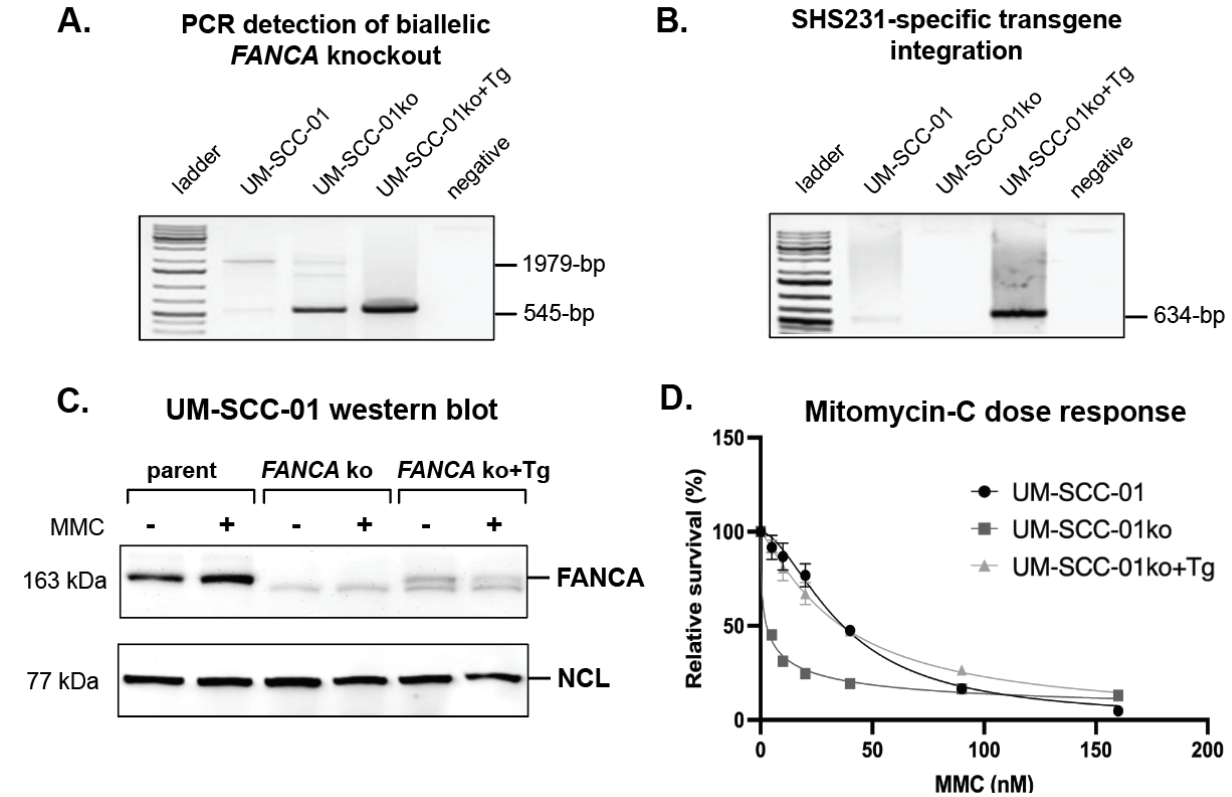 A.
PCR detection of biallelic
FANCA knockout
ladder
UM-SCC-01
UM-SCC-01ko
UM-SCC-01ko+Tg
negative
1979-bp
545-bp
B.
SHS231-specific transgene
integration
ladder
UM-SCC-01
UM-SCC-01ko
UM-SCC-01ko+Tg
negative
634-bp
C.
UM-SCC-01 western blot
parent FANCA ko FANCA ko+Tg
MMC - + - + - +
163 kDa FANCA
77 kDa NCL
D.
Mitomycin-C dose response
Relative survival (%)
150
100
50
0
UM-SCC-01
UM-SCC-01ko
UM-SCC-01ko+Tg
0 50 100 150 200
MMC (nM)